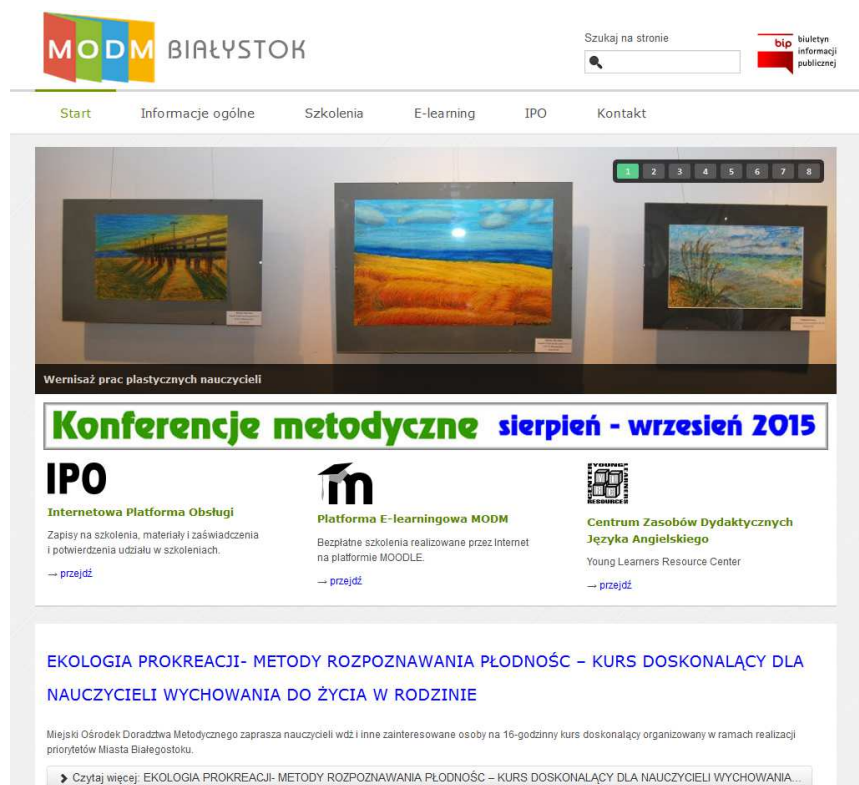 MODM BIAŁYSTOK
Szukaj na stronie
bip biuletyn
informacji
publicznej
Start Informacje ogólne Szkolenia E-learning IPO Kontakt
1 2 3 4 5 6 7 8
Wernisaż prac plastycznych nauczycieli
Konferencje metodyczne sierpień - wrzesień 2015
IPO
Internetowa Platforma Obsługi
Zapisy na szkolenia, materiały i zaświadczenia
i potwierdzenia udziału w szkoleniach.
→ przejdź
m
Platforma E-learningowa MODM
Bezpłatne szkolenia realizowane przez Internet
na platformie MOODLE.
→ przejdź
YOUNG
LEARNERS
RESOURCES
CENTER
Centrum Zasobów Dydaktycznych
Języka Angielskiego
Young Learners Resource Center
→ przejdź
EKOLOGIA PROKREACJI- METODY ROZPOZNAWANIA PŁODNOŚC – KURS DOSKONALĄCY DLA
NAUCZYCIELI WYCHOWANIA DO ŻYCIA W RODZINIE
Miejski Ośrodek Doradztwa Metodycznego zaprasza nauczycieli wdż i inne zainteresowane osoby na 16-godzinny kurs doskonalący organizowany w ramach realizacji
priorytetów Miasta Białegostoku.
Czytaj więcej: EKOLOGIA PROKREACJI- METODY ROZPOZNAWANIA PŁODNOŚC – KURS DOSKONALĄCY DLA NAUCZYCIELI WYCHOWANIA...